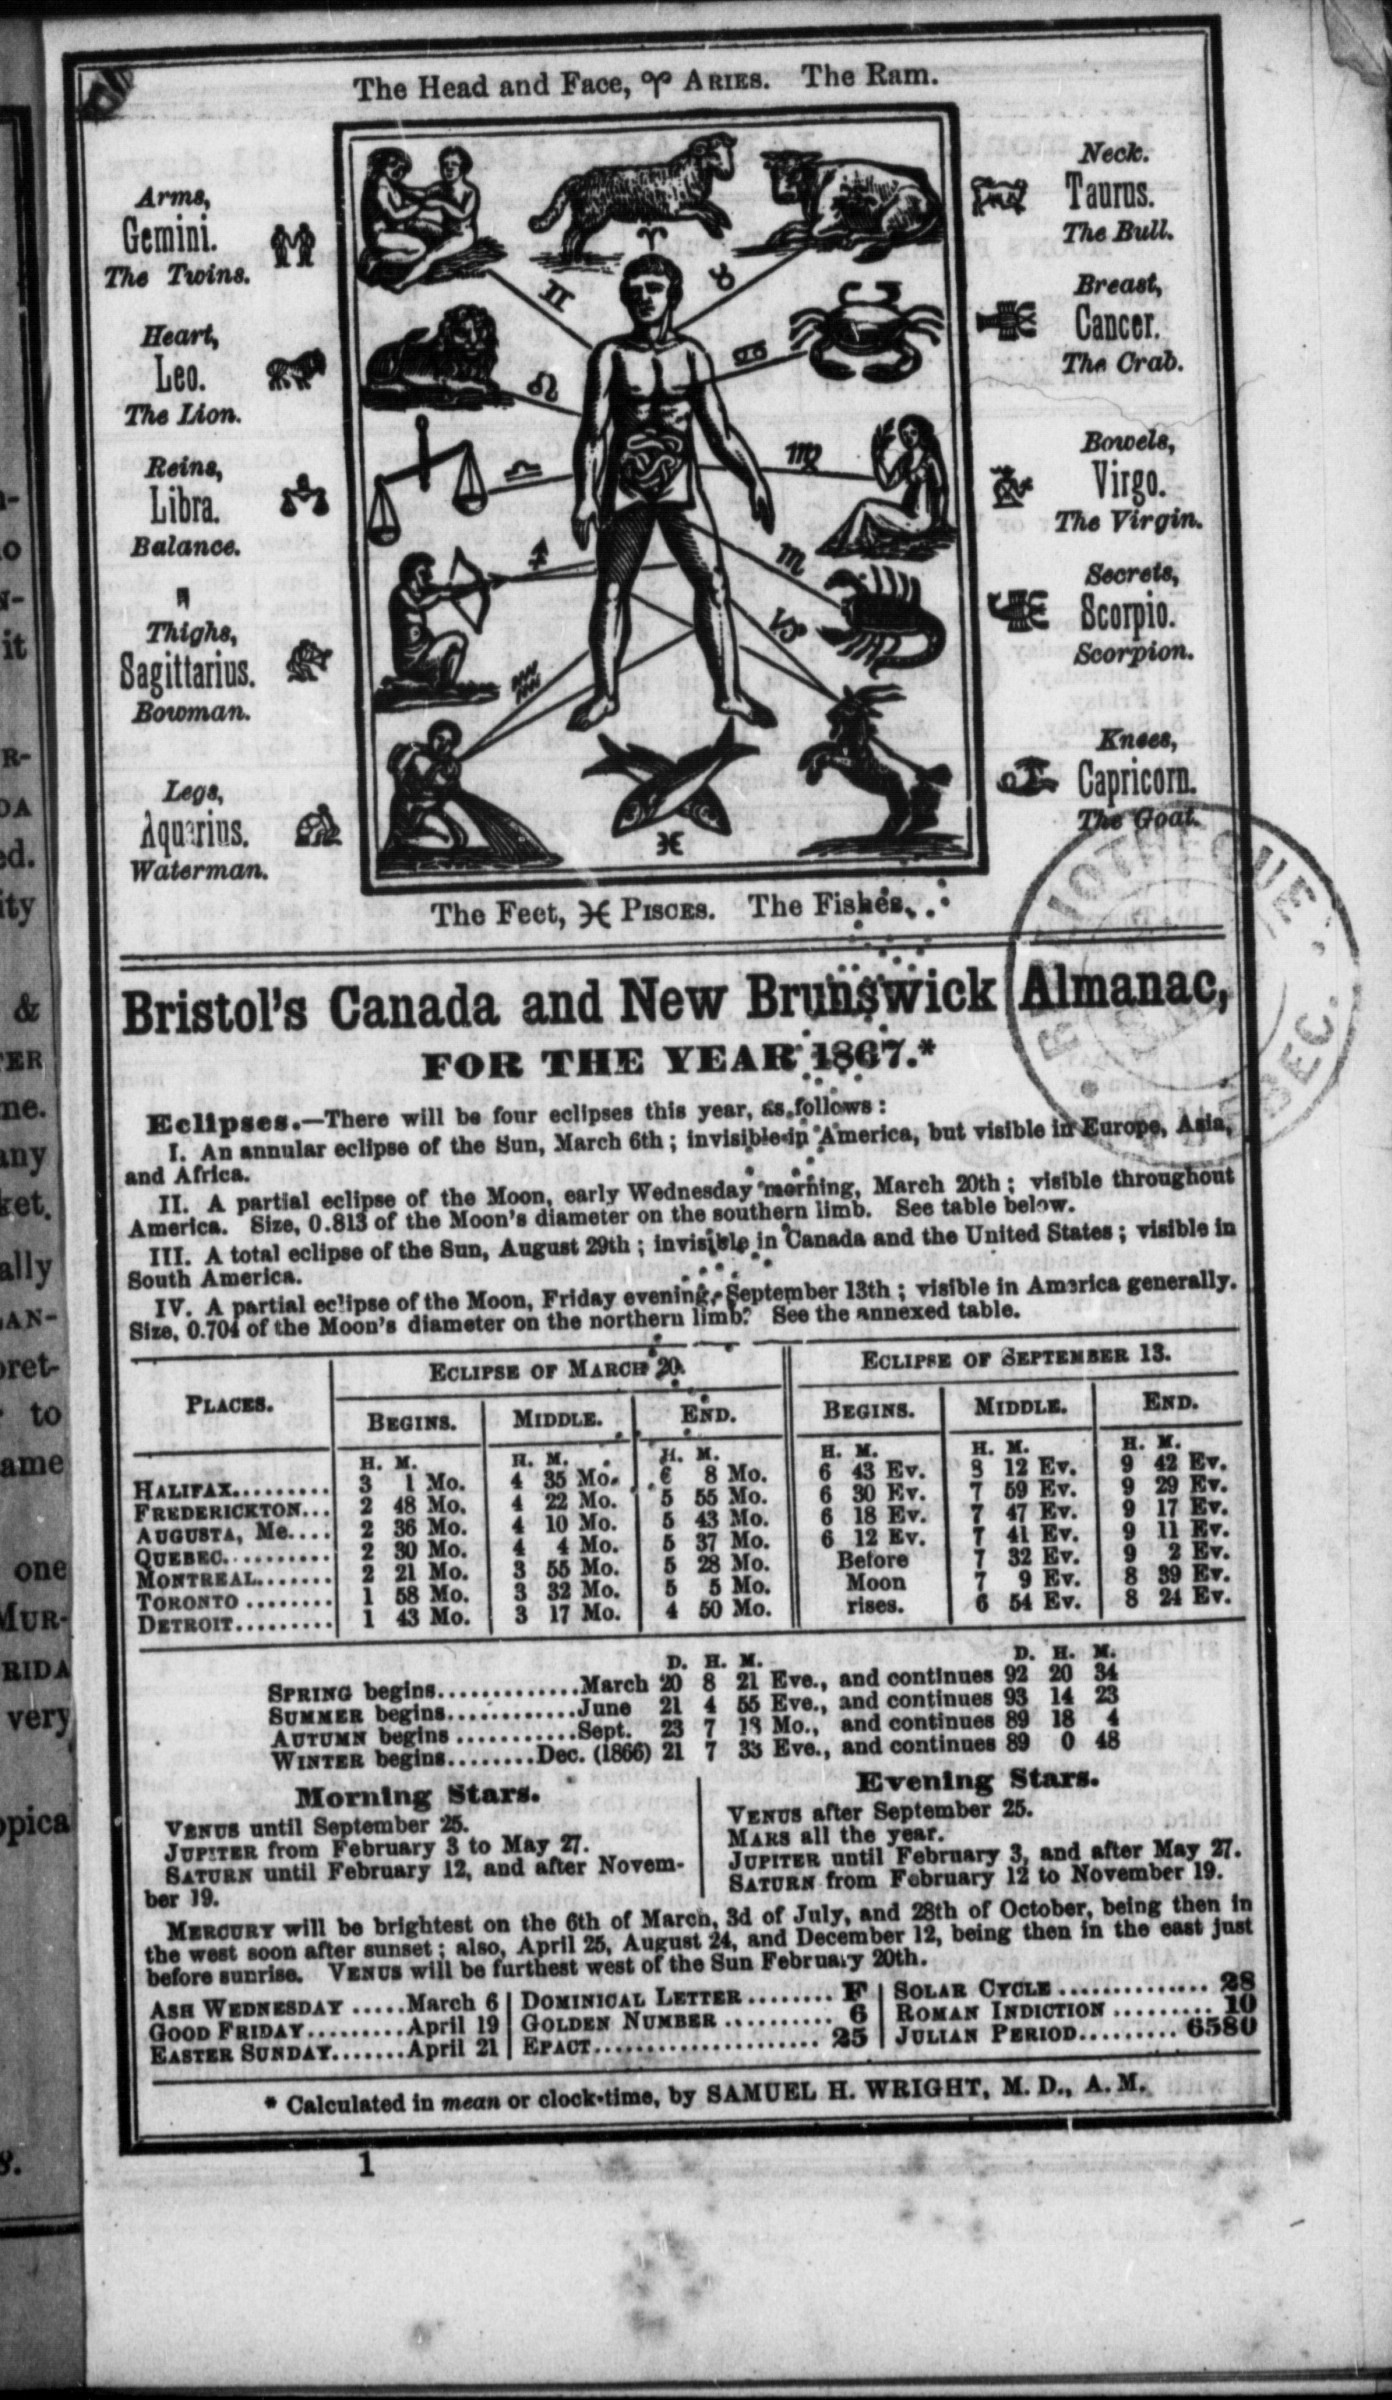 The Head and Face, ♈ ARIES. The Ram.
Arms,
Gemini.
The Twins.
Heart,
Leo.
The Lion.
Reins,
Libra.
Balance.
Thighs,
Sagittarius.
Bowman.
Legs,
Aquarius.
Waterman.
♈
♊
♉
♌
♋
♎
♍
♐
♏
♑
♒
♓
Neck.
Taurus.
The Bull.
Breast,
Cancer.
The Crab.
Bowels,
Virgo.
The Virgin.
Secrets,
Scorpio.
Scorpion.
Knees,
Capricorn.
The Goat.
The Feet, ♓ PISCES. The Fishes.
Bristol's Canada and New Brunswick Almanac,
FOR THE YEAR 1867.*
Eclipses.—There will be four eclipses this year, as follows:
I. An annular eclipse of the Sun, March 6th; invisible in America, but visible in Europe, Asia,
and Africa.
II. A partial eclipse of the Moon, early Wednesday morning, March 20th; visible throughout
America. Size, 0.813 of the Moon's diameter on the southern limb. See table below.
III. A total eclipse of the Sun, August 29th; invisible in Canada and the United States; visible in
South America.
IV. A partial eclipse of the Moon, Friday evening, September 13th; visible in America generally.
Size, 0.704 of the Moon's diameter on the northern limb. See the annexed table.
PLACES. ECLIPSE OF MARCH 20. ECLIPSE OF SEPTEMBER 13.
BEGINS. MIDDLE. END. BEGINS. MIDDLE. END.
H. M. H. M. H. M. H. M. H. M. H. M.
HALIFAX......... 3 1 Mo. 4 35 Mo. 6 8 Mo. 6 43 Ev. 8 12 Ev. 9 42 Ev.
FREDERICKTON... 2 48 Mo. 4 22 Mo. 5 55 Mo. 6 30 Ev. 7 59 Ev. 9 29 Ev.
AUGUSTA, Me.... 2 36 Mo. 4 10 Mo. 5 43 Mo. 6 18 Ev. 7 47 Ev. 9 17 Ev.
QUEBEC.......... 2 30 Mo. 4 4 Mo. 5 37 Mo. 6 12 Ev. 7 41 Ev. 9 11 Ev.
MONTREAL....... 2 21 Mo. 3 55 Mo. 5 28 Mo. Before 7 32 Ev. 9 2 Ev.
TORONTO ........ 1 58 Mo. 3 32 Mo. 5 5 Mo. Moon 7 9 Ev. 8 39 Ev.
DETROIT......... 1 43 Mo. 3 17 Mo. 4 50 Mo. rises. 6 54 Ev. 8 24 Ev.
D. H. M. D. H. M.
SPRING begins.............March 20 8 21 Eve., and continues 92 20 34
SUMMER begins............June 21 4 55 Eve., and continues 93 14 23
AUTUMN begins ...........Sept. 23 7 18 Mo., and continues 89 18 4
WINTER begins........Dec. (1866) 21 7 33 Eve., and continues 89 0 48
Morning Stars.
VENUS until September 25.
JUPITER from February 3 to May 27.
SATURN until February 12, and after Novem-
ber 19.
Evening Stars.
VENUS after September 25.
MARS all the year.
JUPITER until February 3, and after May 27.
SATURN from February 12 to November 19.
MERCURY will be brightest on the 6th of March, 3d of July, and 28th of October, being then in
the west soon after sunset; also, April 25, August 24, and December 12, being then in the east just
before sunrise. VENUS will be furthest west of the Sun February 20th.
ASH WEDNESDAY .....March 6 DOMINICAL LETTER........ F SOLAR CYCLE .............. 28
GOOD FRIDAY.........April 19 GOLDEN NUMBER .......... 6 ROMAN INDICTION ......... 10
EASTER SUNDAY.......April 21 EPACT..................... 25 JULIAN PERIOD......... 6580
* Calculated in mean or clock-time, by SAMUEL H. WRIGHT, M. D., A. M.
1
it
ed.
ity
&
ne.
any
ket.
ally
to
ame
one
very